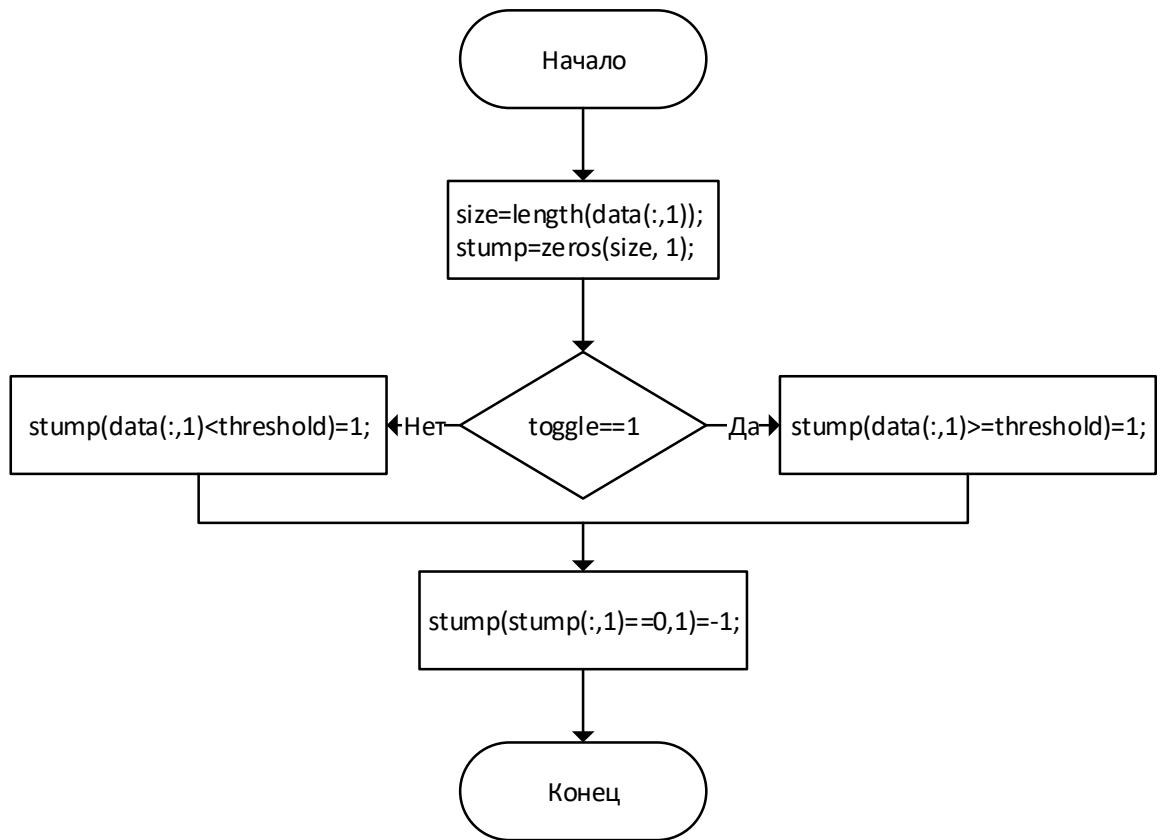 Начало
size=length(data(:,1));
stump=zeros(size, 1);
stump(data(:,1)<threshold)=1;
Нет
toggle==1
Да
stump(data(:,1)>=threshold)=1;
stump(stump(:,1)==0,1)=-1;
Конец